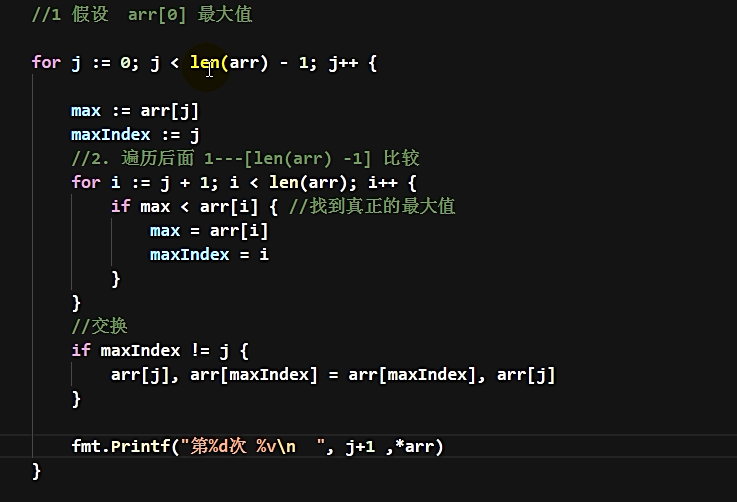 //1 假设  arr[0] 最大值
for j := 0; j < len(arr) - 1; j++ {
max := arr[j]
maxIndex := j
//2. 遍历后面 1---[len(arr) -1] 比较
for i := j + 1; i < len(arr); i++ {
if max < arr[i] { //找到真正的最大值
max = arr[i]
maxIndex = i
}
}
//交换
if maxIndex != j {
arr[j], arr[maxIndex] = arr[maxIndex], arr[j]
}
fmt.Printf("第%d次 %v\n  ", j+1 ,*arr)
}